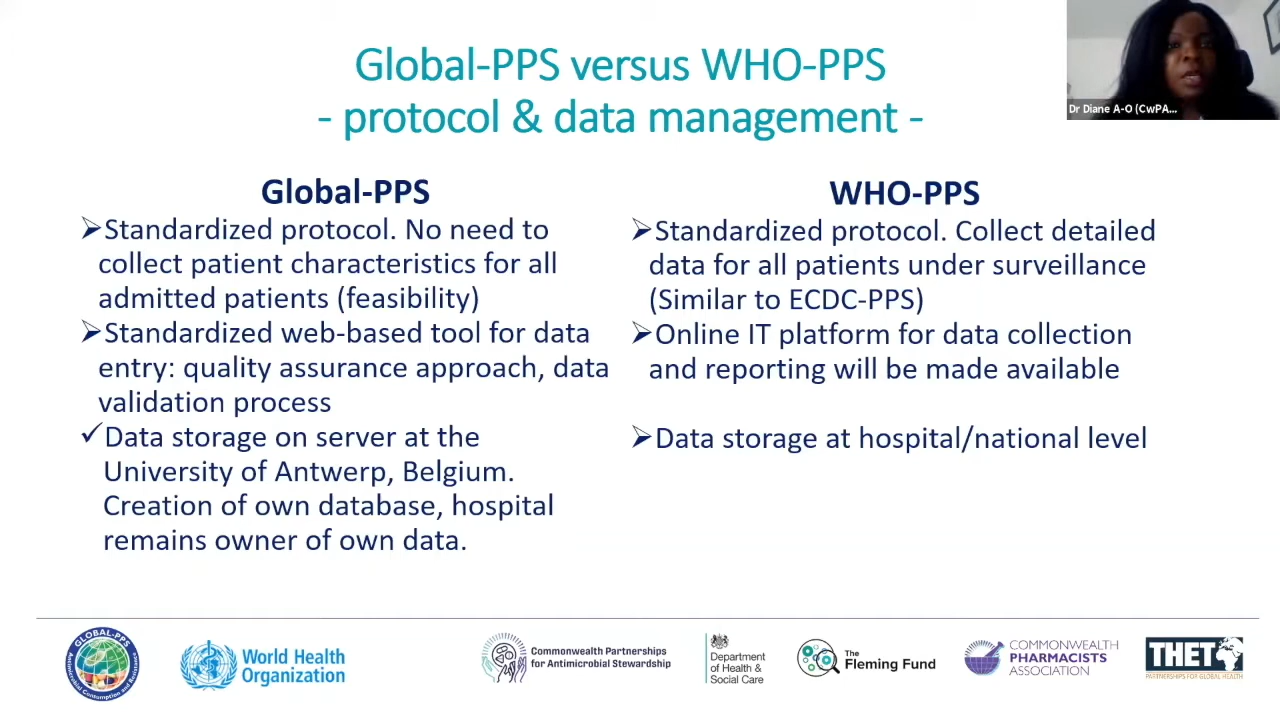 Global-PPS versus WHO-PPS
- protocol & data management -
Dr Diane A-O (CwPA...
Global-PPS
➢Standardized protocol. No need to
collect patient characteristics for all
admitted patients (feasibility)
➢Standardized web-based tool for data
entry: quality assurance approach, data
validation process
✓Data storage on server at the
University of Antwerp, Belgium.
Creation of own database, hospital
remains owner of own data.
WHO-PPS
➢Standardized protocol. Collect detailed
data for all patients under surveillance
(Similar to ECDC-PPS)
➢Online IT platform for data collection
and reporting will be made available
➢Data storage at hospital/national level
GLOBAL-PPS
Antimicrobial Consumption and Resistance
World Health
Organization
Commonwealth Partnerships
for Antimicrobial Stewardship
Department
of Health &
Social Care
The
Fleming Fund
COMMONWEALTH
PHARMACISTS
ASSOCIATION
THET
PARTNERSHIPS FOR GLOBAL HEALTH